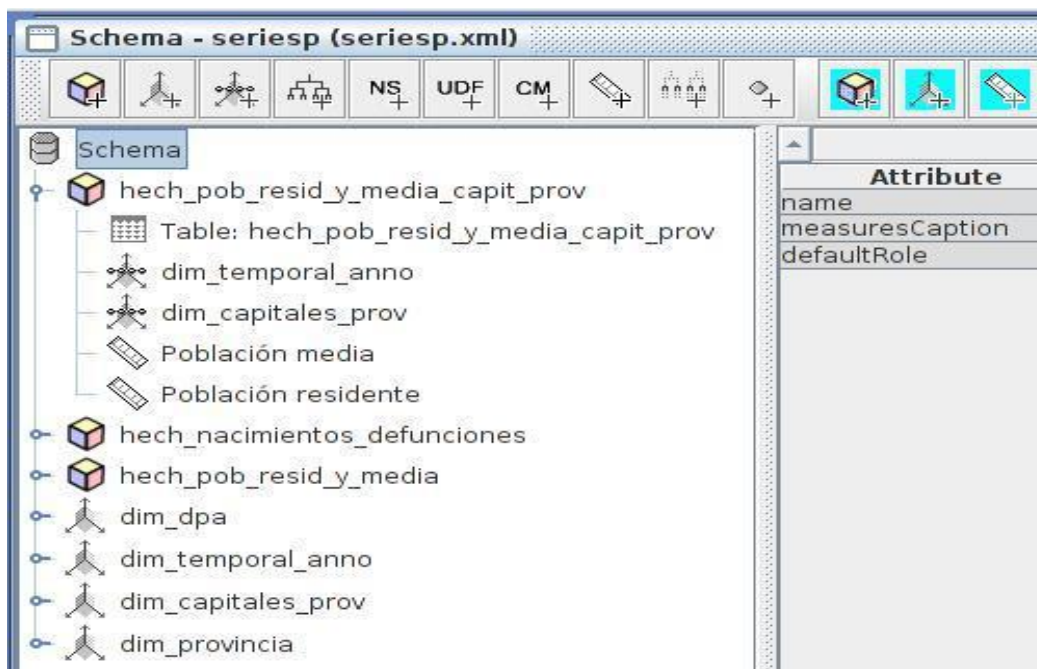 Schema - seriesp (seriesp.xml)
NS UDF CM
Schema
hech_pob_resid_y_media_capit_prov
Table: hech_pob_resid_y_media_capit_prov
dim_temporal_anno
dim_capitales_prov
Población media
Población residente
hech_nacimientos_defunciones
hech_pob_resid_y_media
dim_dpa
dim_temporal_anno
dim_capitales_prov
dim_provincia
Attribute
name
measuresCaption
defaultRole